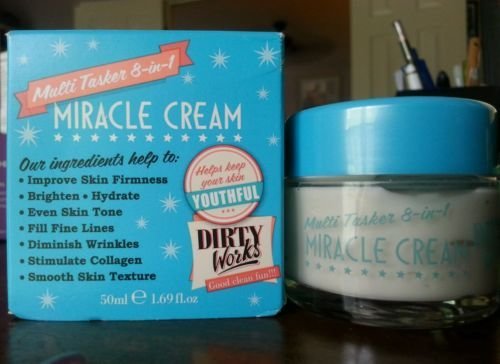 Multi Tasker 8-in-1
MIRACLE CREAM
Our ingredients help to:
• Improve Skin Firmness
• Brighten • Hydrate
• Even Skin Tone
• Fill Fine Lines
• Diminish Wrinkles
• Stimulate Collagen
• Smooth Skin Texture
Helps keep
your skin
YOUTHFUL
DIRTY
Works
Good clean fun!!!
50ml ℮ 1.69fl.oz
Multi Tasker 8-in-1
MIRACLE CREAM